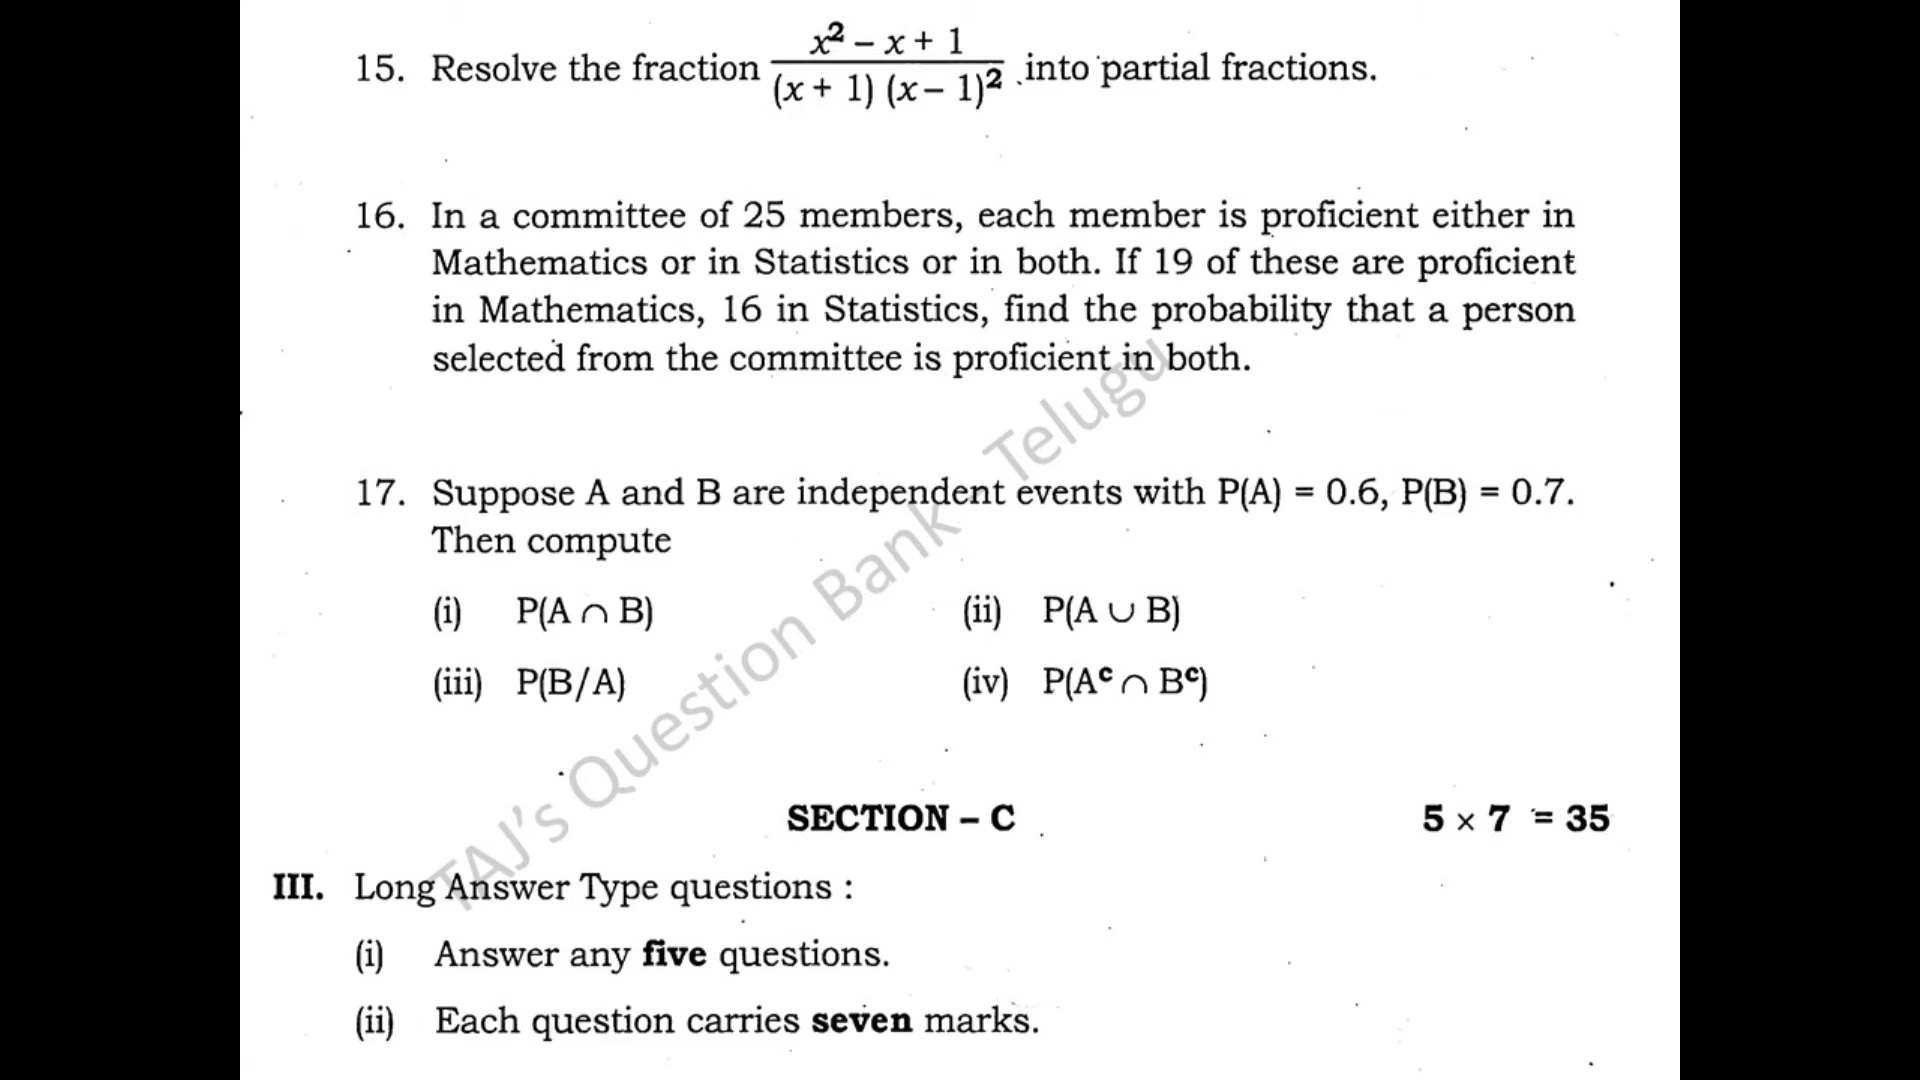 15. Resolve the fraction \frac{x² – x + 1}{(x + 1) (x – 1)²} into partial fractions.
16. In a committee of 25 members, each member is proficient either in
Mathematics or in Statistics or in both. If 19 of these are proficient
in Mathematics, 16 in Statistics, find the probability that a person
selected from the committee is proficient in both.
17. Suppose A and B are independent events with P(A) = 0.6, P(B) = 0.7.
Then compute
(i) P(A ∩ B) (ii) P(A ∪ B)
(iii) P(B/A) (iv) P(Aᶜ ∩ Bᶜ)
TAJ's Question Bank - Telugu
SECTION – C 5 × 7 = 35
III. Long Answer Type questions :
(i) Answer any five questions.
(ii) Each question carries seven marks.